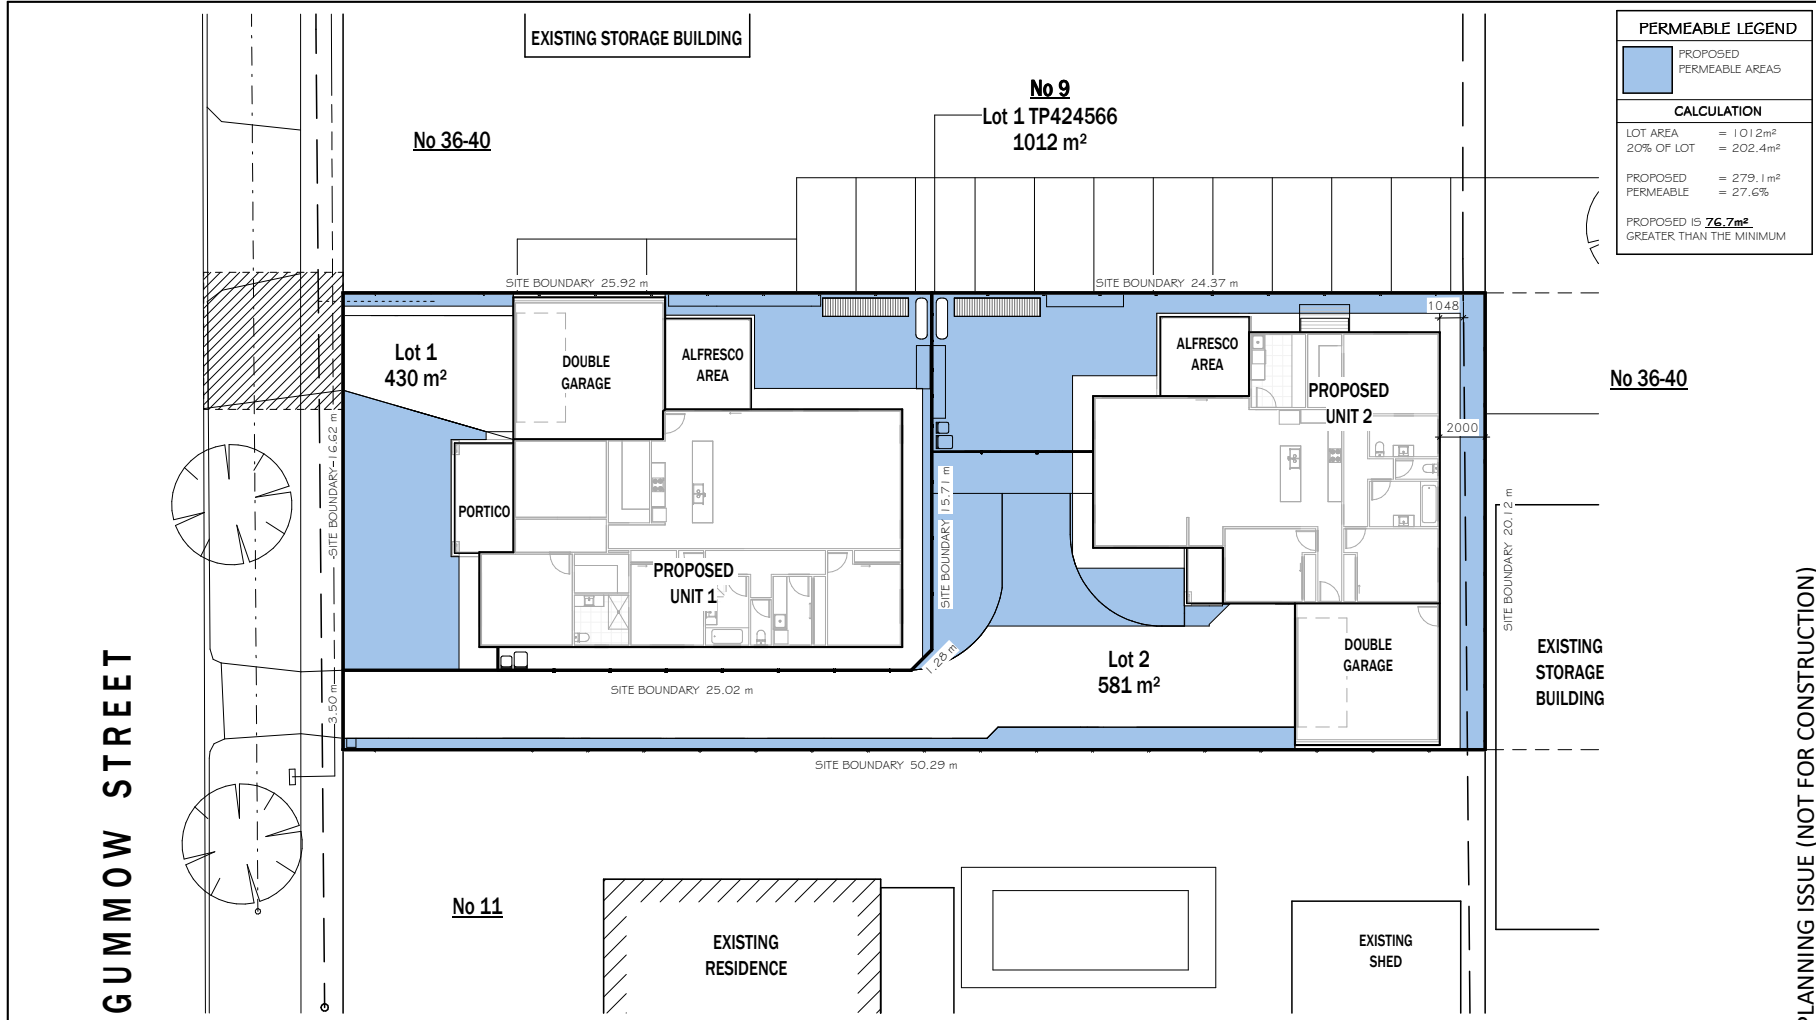 EXISTING STORAGE BUILDING
No 9
Lot 1 TP424566
1012 m²
No 36-40
PERMEABLE LEGEND
PROPOSED
PERMEABLE AREAS
CALCULATION
LOT AREA = 1012m²
20% OF LOT = 202.4m²
PROPOSED = 279.1m²
PERMEABLE = 27.6%
PROPOSED IS 76.7m²
GREATER THAN THE MINIMUM
SITE BOUNDARY 25.92 m
SITE BOUNDARY 24.37 m
1048
Lot 1
430 m²
DOUBLE
GARAGE
ALFRESCO
AREA
ALFRESCO
AREA
PROPOSED
UNIT 2
No 36-40
2000
SITE BOUNDARY 16.62 m
PORTICO
SITE BOUNDARY 15.71 m
SITE BOUNDARY 20.12 m
PROPOSED
UNIT 1
1.28 m
Lot 2
581 m²
DOUBLE
GARAGE
EXISTING
STORAGE
BUILDING
SITE BOUNDARY 25.02 m
3.50 m
SITE BOUNDARY 50.29 m
GUMMOW STREET
No 11
EXISTING
RESIDENCE
EXISTING
SHED
PLANNING ISSUE (NOT FOR CONSTRUCTION)